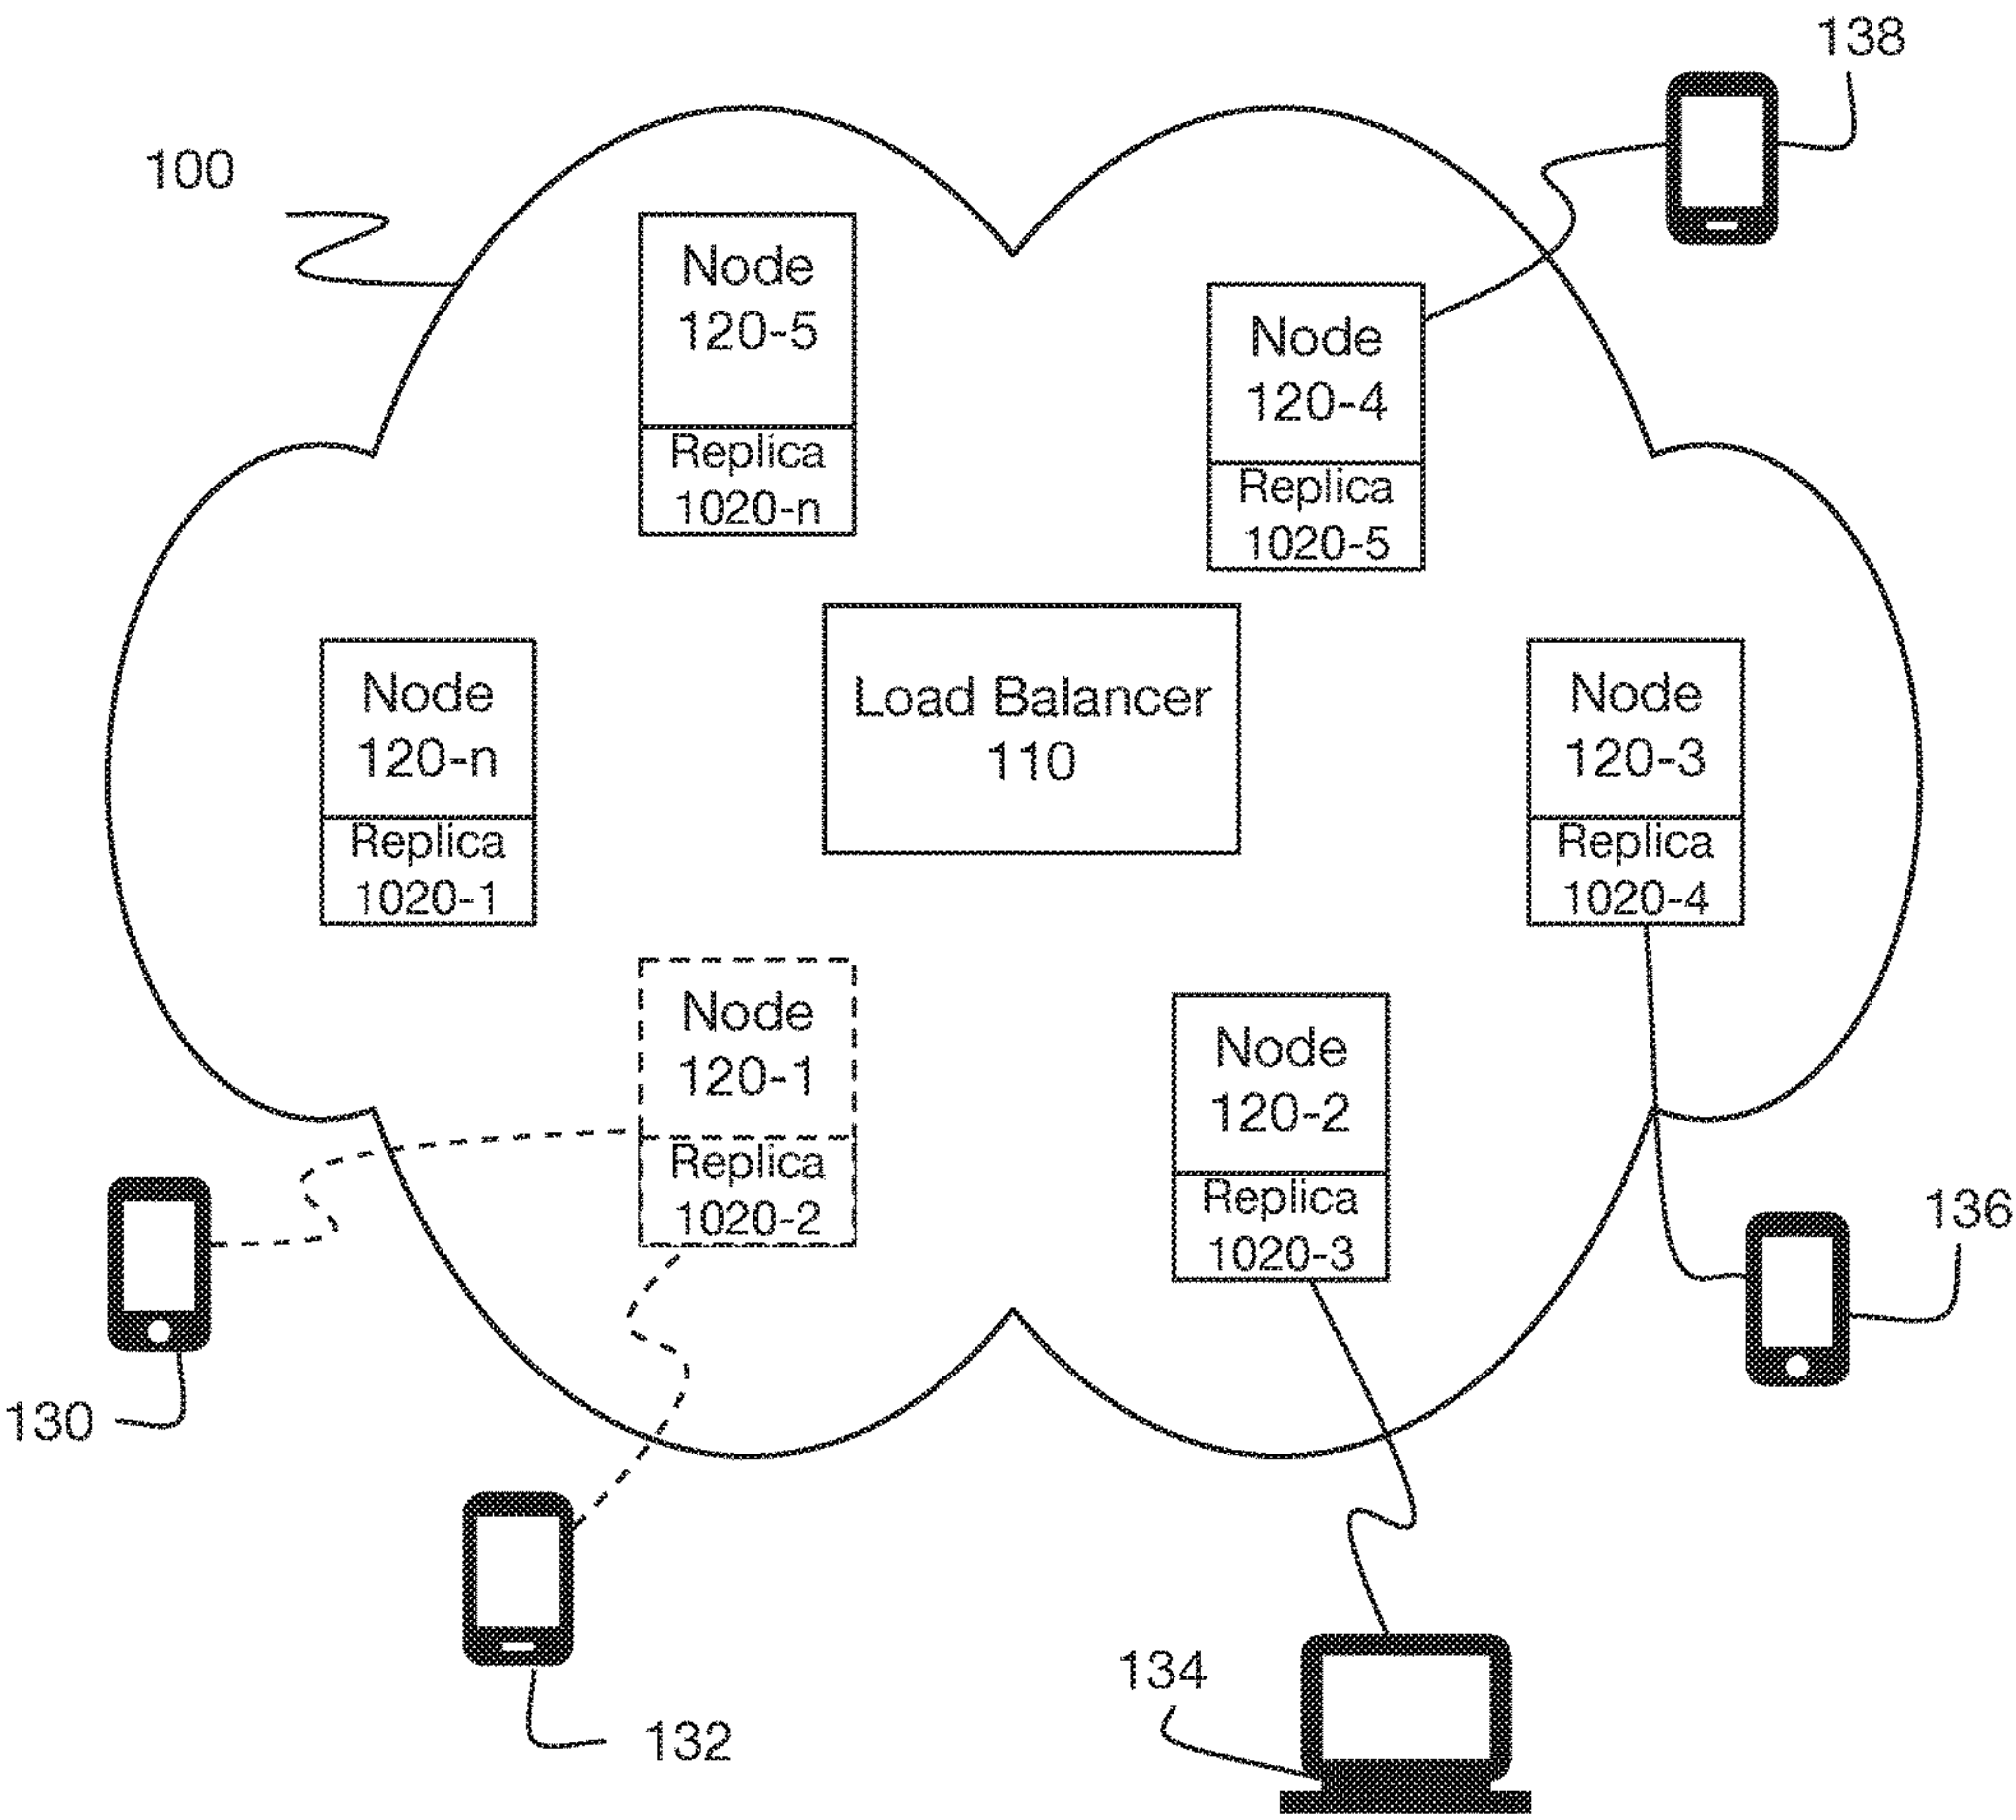 138
100
Node
120-5
Replica
1020-n
Node
120-4
Replica
1020-5
Node
120-n
Replica
1020-1
Load Balancer
110
Node
120-3
Replica
1020-4
Node
120-1
Replica
1020-2
Node
120-2
Replica
1020-3
136
130
134
132